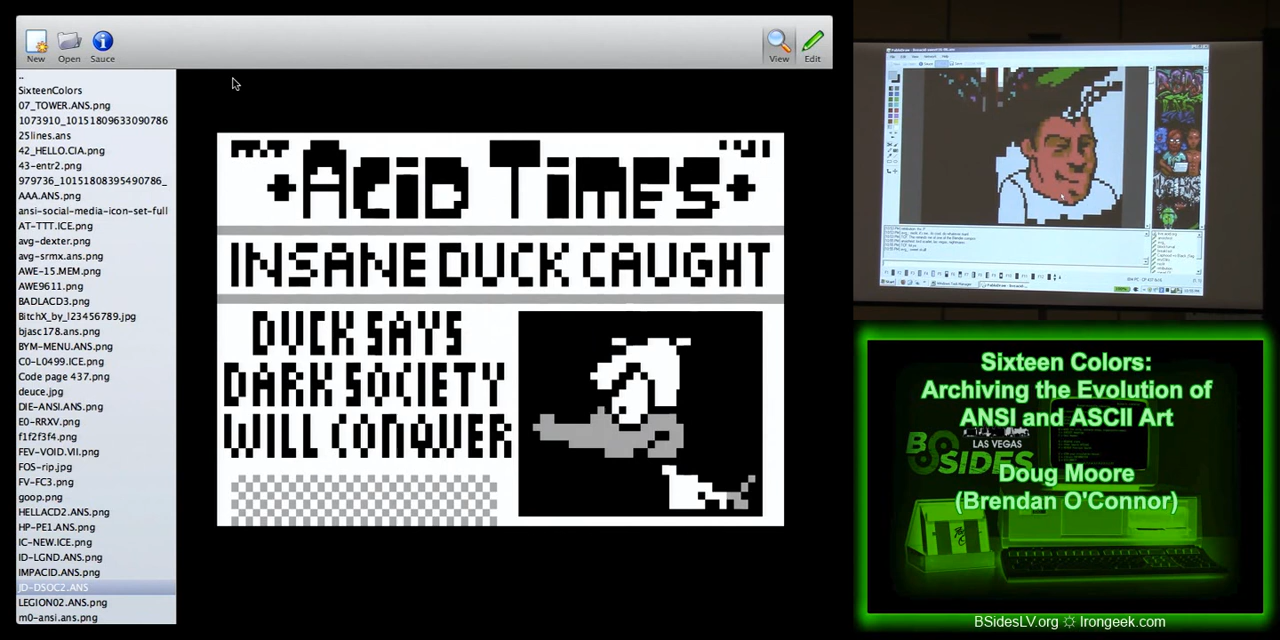 New
Open
Sauce
View
Edit
..
SixteenColors
07_TOWER.ANS.png
1073910_10151809633090786
25lines.ans
42_HELLO.CIA.png
43-entr2.png
979736_10151808395490786_
AAA.ANS.png
ansi-social-media-icon-set-full
AT-TTT.ICE.png
avg-dexter.png
avg-srmx.ans.png
AWE-15.MEM.png
AWE9611.png
BADLACD3.png
BitchX_by_l23456789.jpg
bjasc178.ans.png
BYM-MENU.ANS.png
C0-L0499.ICE.png
Code page 437.png
deuce.jpg
DIE-ANSI.ANS.png
E0-RRXV.png
f1f2f3f4.png
FEV-VOID.VII.png
FOS-rip.jpg
FV-FC3.png
goop.png
HELLACD2.ANS.png
HP-PE1.ANS.png
IC-NEW.ICE.png
ID-LGND.ANS.png
IMPACID.ANS.png
JD-DSOC2.ANS
LEGION02.ANS.png
m0-ansi.ans.png
Acid Times
INSANE DUCK CAUGHT
DUCK SAYS
DARK SOCIETY
WILL CONQUER
Sixteen Colors:
Archiving the Evolution of
ANSI and ASCII Art
BSIDES
LAS VEGAS
Doug Moore
(Brendan O'Connor)
BSidesLV.org ☼ Irongeek.com